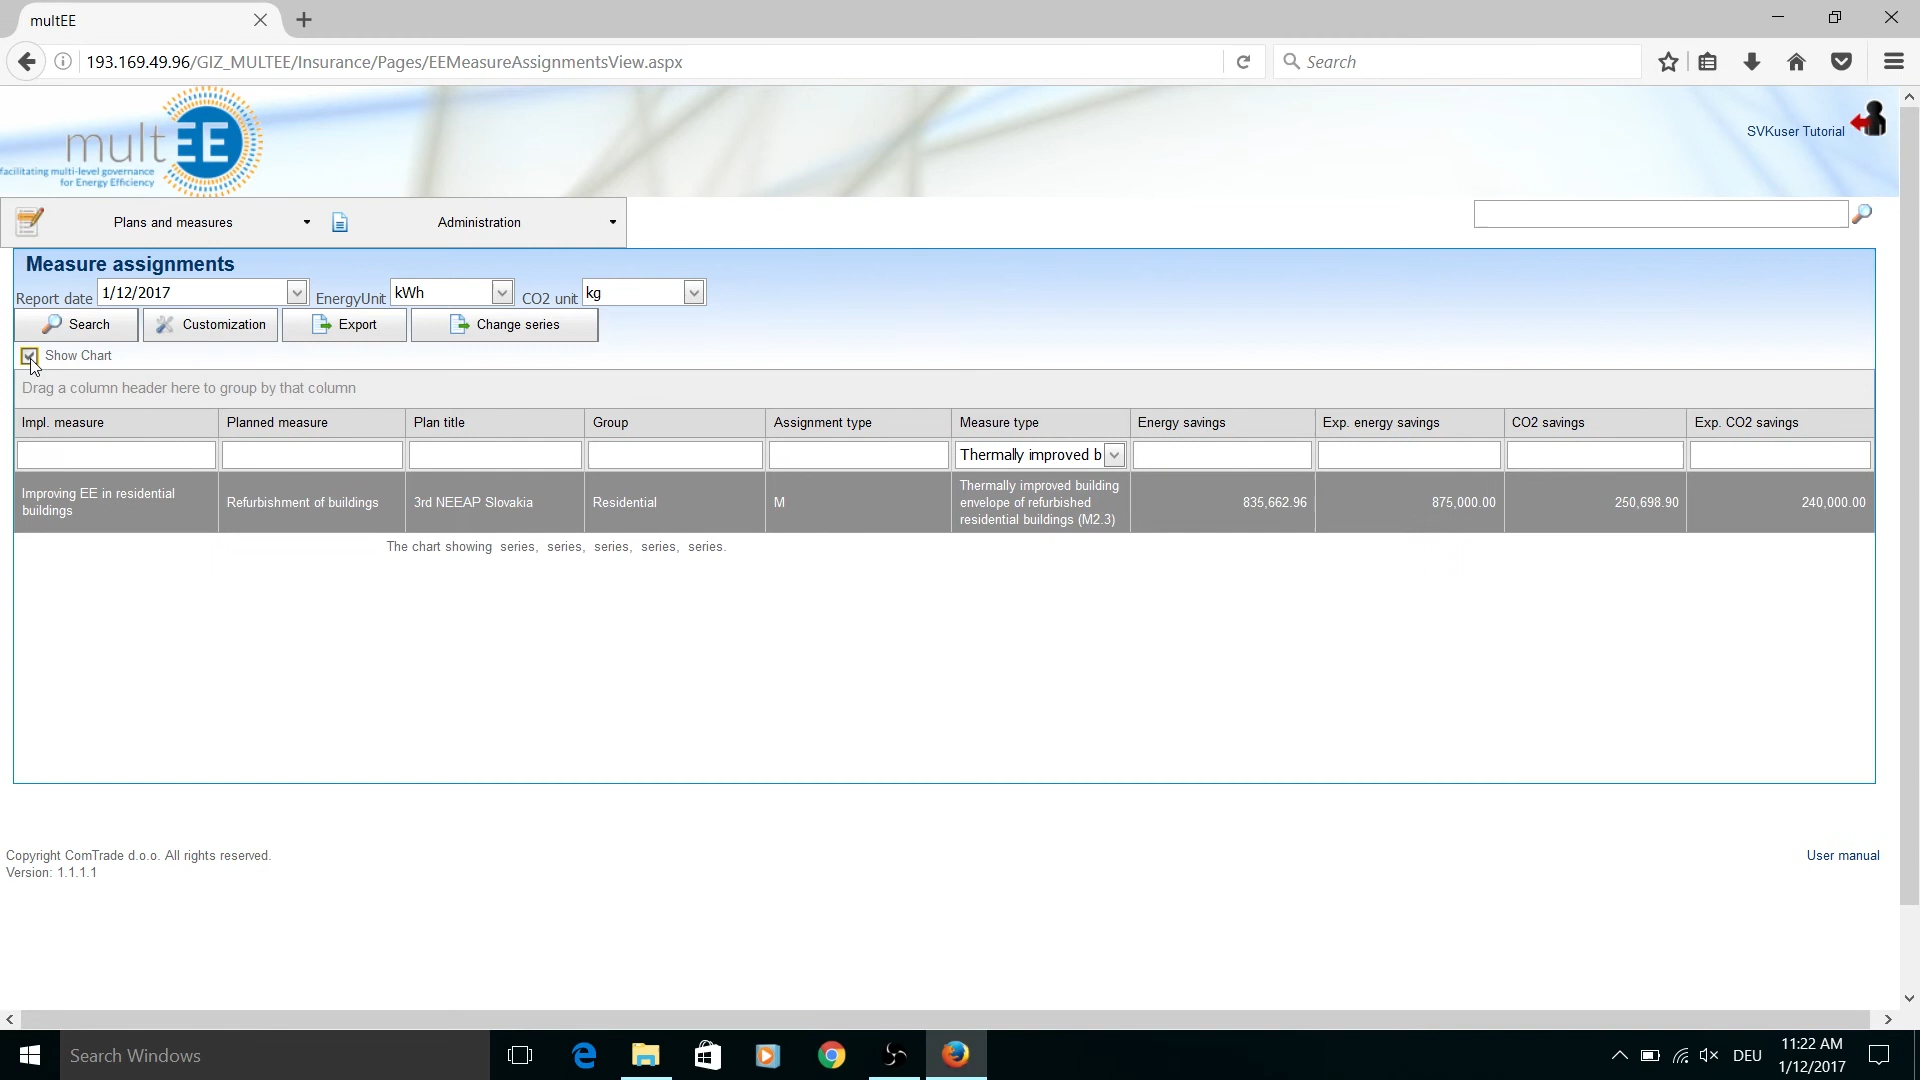 multEE
193.169.49.96/GIZ_MULTEE/Insurance/Pages/EEMeasureAssignmentsView.aspx
Search
multEE
facilitating multi-level governance
for Energy Efficiency
SVKuser Tutorial
Plans and measures
Administration
Measure assignments
Report date 1/12/2017 EnergyUnit kWh CO2 unit kg
Search Customization Export Change series
Show Chart
Drag a column header here to group by that column
Impl. measure Planned measure Plan title Group Assignment type Measure type Energy savings Exp. energy savings CO2 savings Exp. CO2 savings
Thermally improved b
Improving EE in residential
buildings
Refurbishment of buildings
3rd NEEAP Slovakia
Residential
M
Thermally improved building
envelope of refurbished
residential buildings (M2.3)
835,662.96
875,000.00
250,698.90
240,000.00
The chart showing series, series, series, series, series.
Copyright ComTrade d.o.o. All rights reserved.
Version: 1.1.1.1
User manual
Search Windows
DEU
11:22 AM
1/12/2017